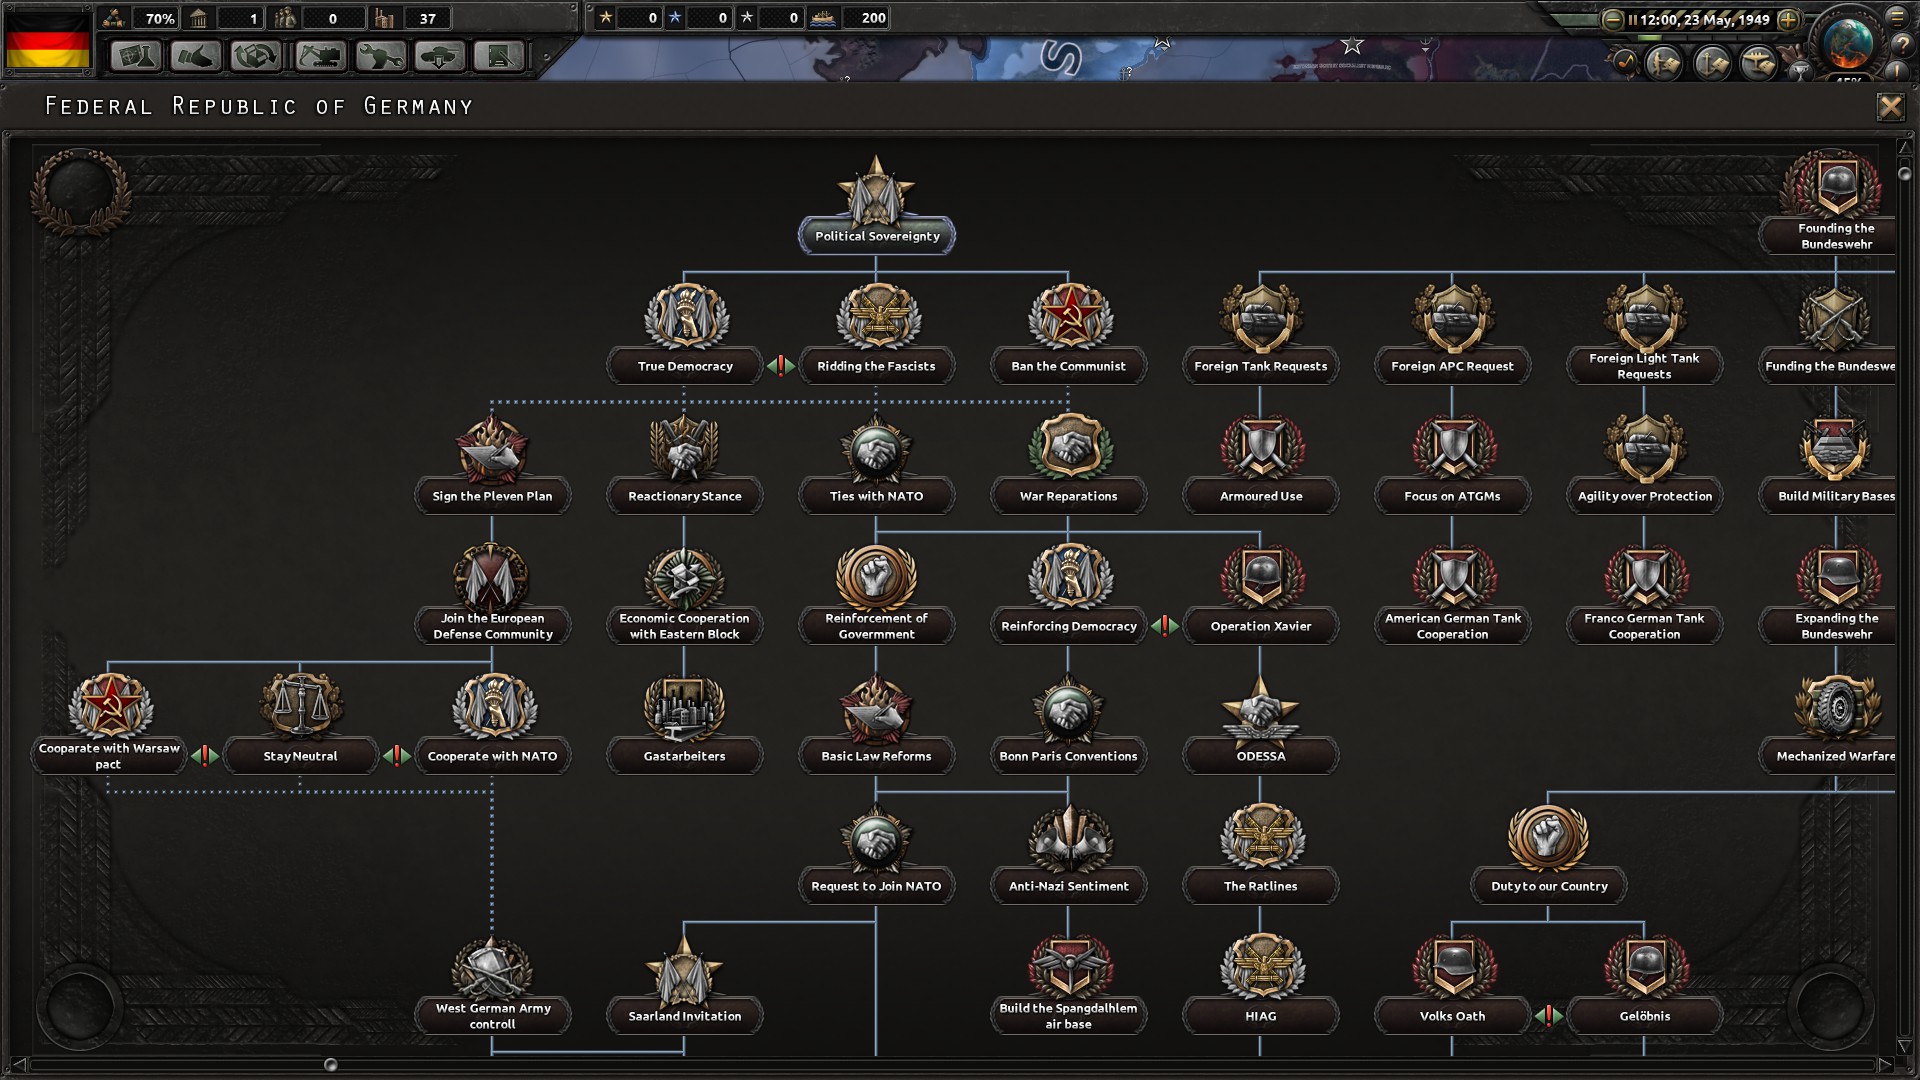 70%
1
0
37
0
0
0
200
12:00, 23 May, 1949
Federal Republic of Germany
Political Sovereignty
Founding the
Bundeswehr
True Democracy
Ridding the Fascists
Ban the Communist
Foreign Tank Requests
Foreign APC Request
Foreign Light Tank
Requests
Funding the Bundeswe
Sign the Pleven Plan
Reactionary Stance
Ties with NATO
War Reparations
Armoured Use
Focus on ATGMs
Agility over Protection
Build Military Bases
Join the European
Defense Community
Economic Cooperation
with Eastern Block
Reinforcement of
Govermment
Reinforcing Democracy
Operation Xavier
American German Tank
Cooperation
Franco German Tank
Cooperation
Expanding the
Bundeswehr
Cooparate with Warsaw
pact
Stay Neutral
Cooperate with NATO
Gastarbeiters
Basic Law Reforms
Bonn Paris Conventions
ODESSA
Mechanized Warfare
Request to Join NATO
Anti-Nazi Sentiment
The Ratlines
Duty to our Country
West German Army
controll
Saarland Invitation
Build the Spangdalhlem
air base
HIAG
Volks Oath
Gelöbnis